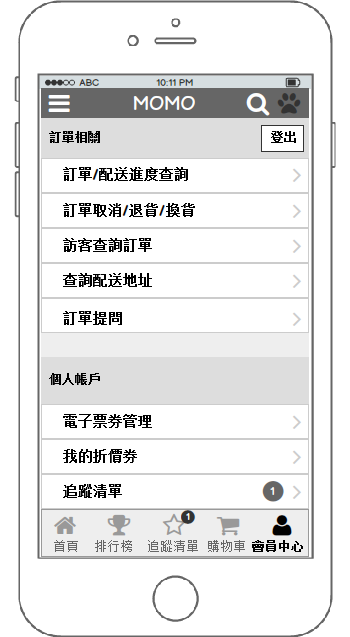 ABC 10:11 PM
MOMO
訂單相關 登出
訂單/配送進度查詢
訂單取消/退貨/換貨
訪客查詢訂單
查詢配送地址
訂單提問
個人帳戶
電子票券管理
我的折價券
追蹤清單 1
1
首頁 排行榜 追蹤清單 購物車 會員中心